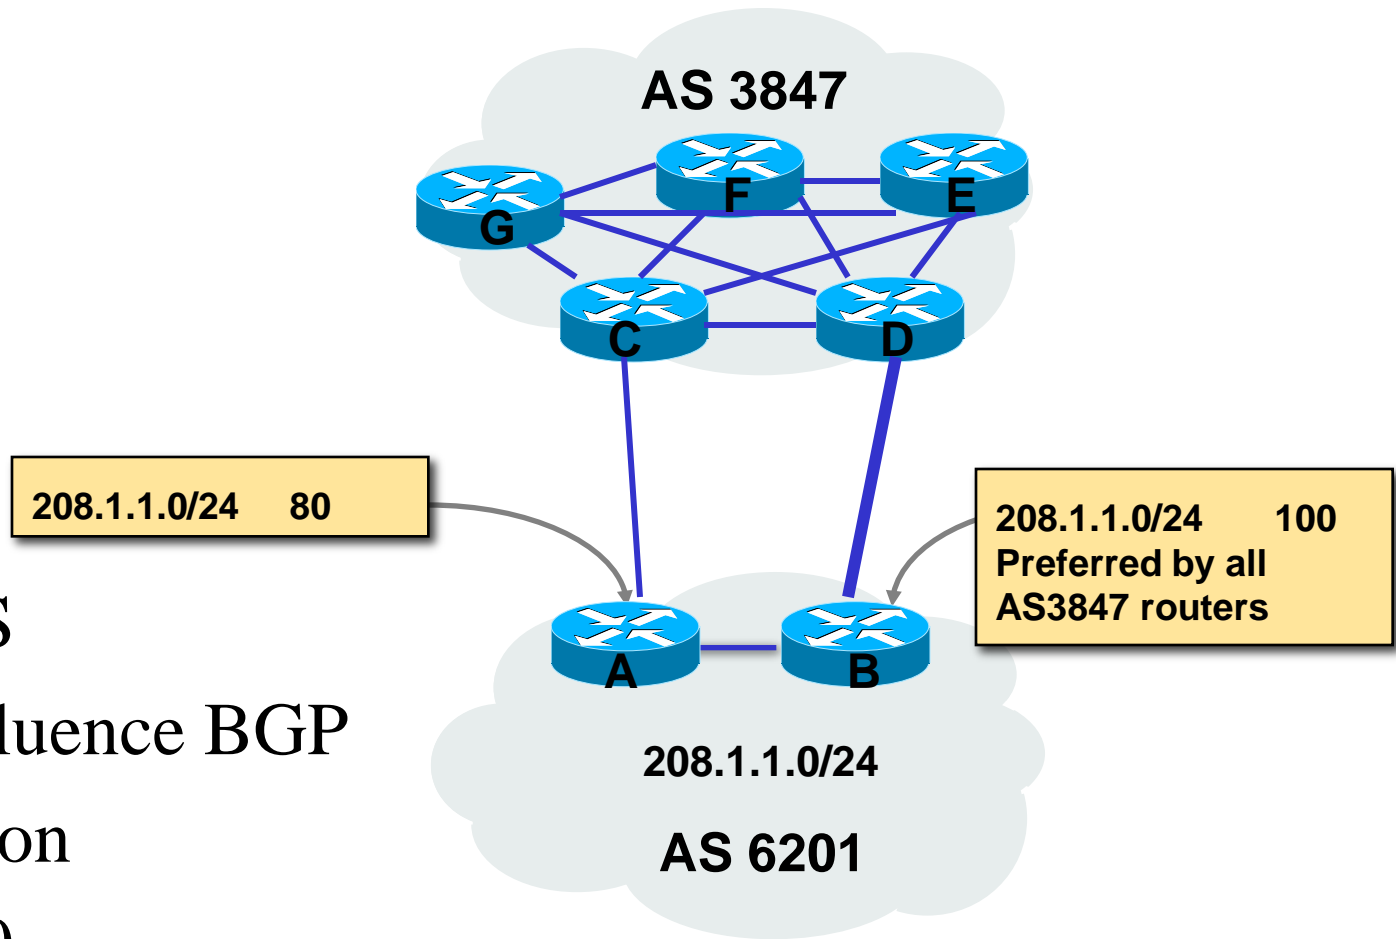 AS 3847
F
E
G
C
D
208.1.1.0/24 80
208.1.1.0/24 100
Preferred by all
AS3847 routers
A
B
208.1.1.0/24
AS 6201
s
luence BGP
on